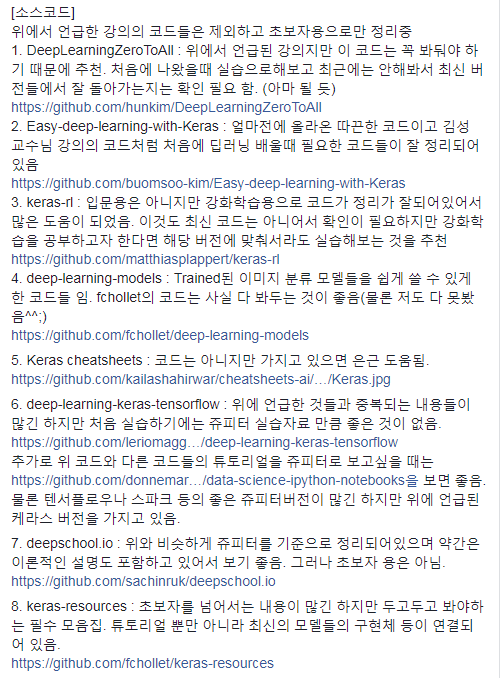 [소스코드]
위에서 언급한 강의의 코드들은 제외하고 초보자용으로만 정리중
1. DeepLearningZeroToAll : 위에서 언급된 강의지만 이 코드는 꼭 봐둬야 하
기 때문에 추천. 처음에 나왔을때 실습으로해보고 최근에는 안해봐서 최신 버
전들에서 잘 돌아가는지는 확인 필요 함. (아마 될 듯)
https://github.com/hunkim/DeepLearningZeroToAll
2. Easy-deep-learning-with-Keras : 얼마전에 올라온 따끈한 코드이고 김성
교수님 강의의 코드처럼 처음에 딥러닝 배울때 필요한 코드들이 잘 정리되어
있음
https://github.com/buomsoo-kim/Easy-deep-learning-with-Keras
3. keras-rl : 입문용은 아니지만 강화학습용으로 코드가 정리가 잘되어있어서
많은 도움이 되었음. 이것도 최신 코드는 아니어서 확인이 필요하지만 강화학
습을 공부하고자 한다면 해당 버전에 맞춰서라도 실습해보는 것을 추천
https://github.com/matthiasplappert/keras-rl
4. deep-learning-models : Trained된 이미지 분류 모델들을 쉽게 쓸 수 있게
한 코드들 임. fchollet의 코드는 사실 다 봐두는 것이 좋음(물론 저도 다 못봤
음^^;)
https://github.com/fchollet/deep-learning-models
5. Keras cheatsheets : 코드는 아니지만 가지고 있으면 은근 도움됨.
https://github.com/kailashahirwar/cheatsheets-ai/…/Keras.jpg
6. deep-learning-keras-tensorflow : 위에 언급한 것들과 중복되는 내용들이
많긴 하지만 처음 실습하기에는 쥬피터 실습자료 만큼 좋은 것이 없음.
https://github.com/leriomagg…/deep-learning-keras-tensorflow
추가로 위 코드와 다른 코드들의 튜토리얼을 쥬피터로 보고싶을 때는
https://github.com/donnemar…/data-science-ipython-notebooks을 보면 좋음.
물론 텐서플로우나 스파크 등의 좋은 쥬피터버전이 많긴 하지만 위에 언급된
케라스 버전을 가지고 있음.
7. deepschool.io : 위와 비슷하게 쥬피터를 기준으로 정리되어있으며 약간은
이론적인 설명도 포함하고 있어서 보기 좋음. 그러나 초보자 용은 아님.
https://github.com/sachinruk/deepschool.io
8. keras-resources : 초보자를 넘어서는 내용이 많긴 하지만 두고두고 봐야하
는 필수 모음집. 튜토리얼 뿐만 아니라 최신의 모델들의 구현체 등이 연결되
어 있음.
https://github.com/fchollet/keras-resources